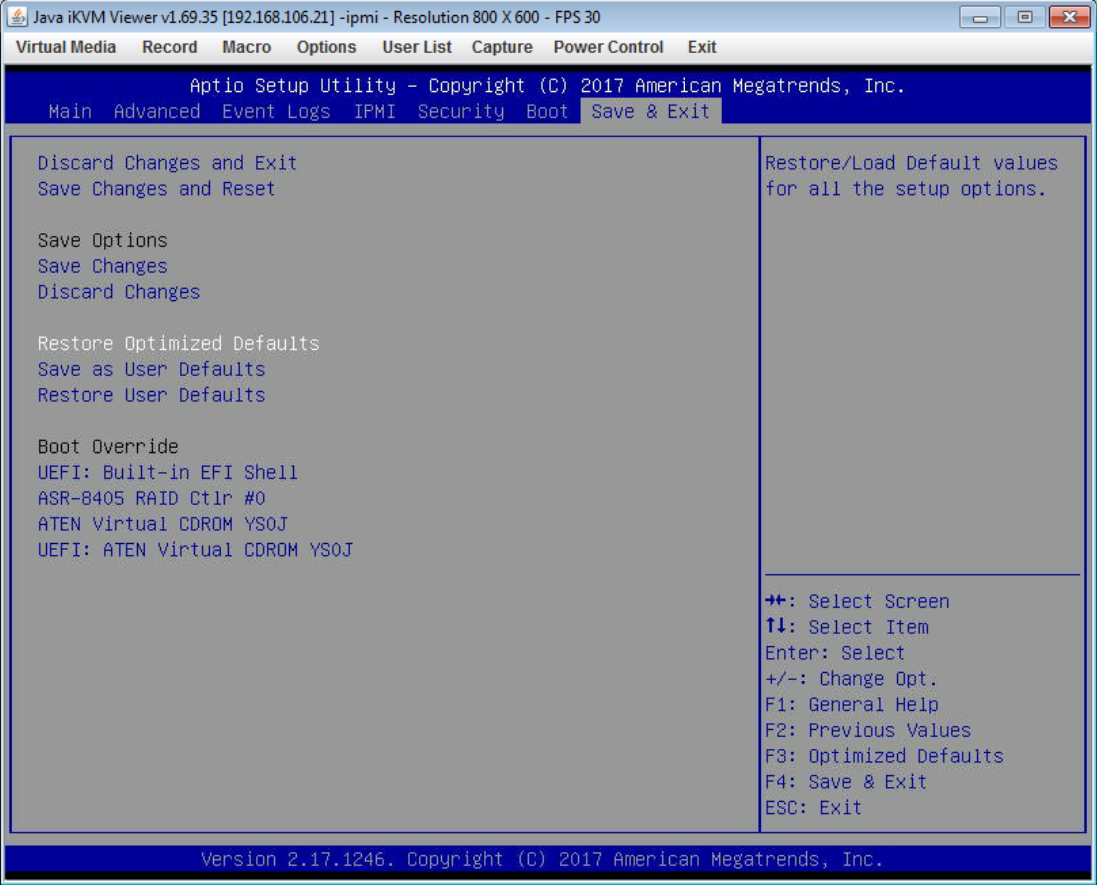 Java iKVM Viewer v1.69.35 [192.168.106.21] -ipmi - Resolution 800 X 600 - FPS 30
Virtual Media Record Macro Options User List Capture Power Control Exit
Aptio Setup Utility – Copyright (C) 2017 American Megatrends, Inc.
Main Advanced Event Logs IPMI Security Boot Save & Exit
Discard Changes and Exit
Save Changes and Reset
Save Options
Save Changes
Discard Changes
Restore Optimized Defaults
Save as User Defaults
Restore User Defaults
Boot Override
UEFI: Built-in EFI Shell
ASR-8405 RAID Ctlr #0
ATEN Virtual CDROM YS0J
UEFI: ATEN Virtual CDROM YS0J
Restore/Load Default values
for all the setup options.
→←: Select Screen
↑↓: Select Item
Enter: Select
+/-: Change Opt.
F1: General Help
F2: Previous Values
F3: Optimized Defaults
F4: Save & Exit
ESC: Exit
Version 2.17.1246. Copyright (C) 2017 American Megatrends, Inc.